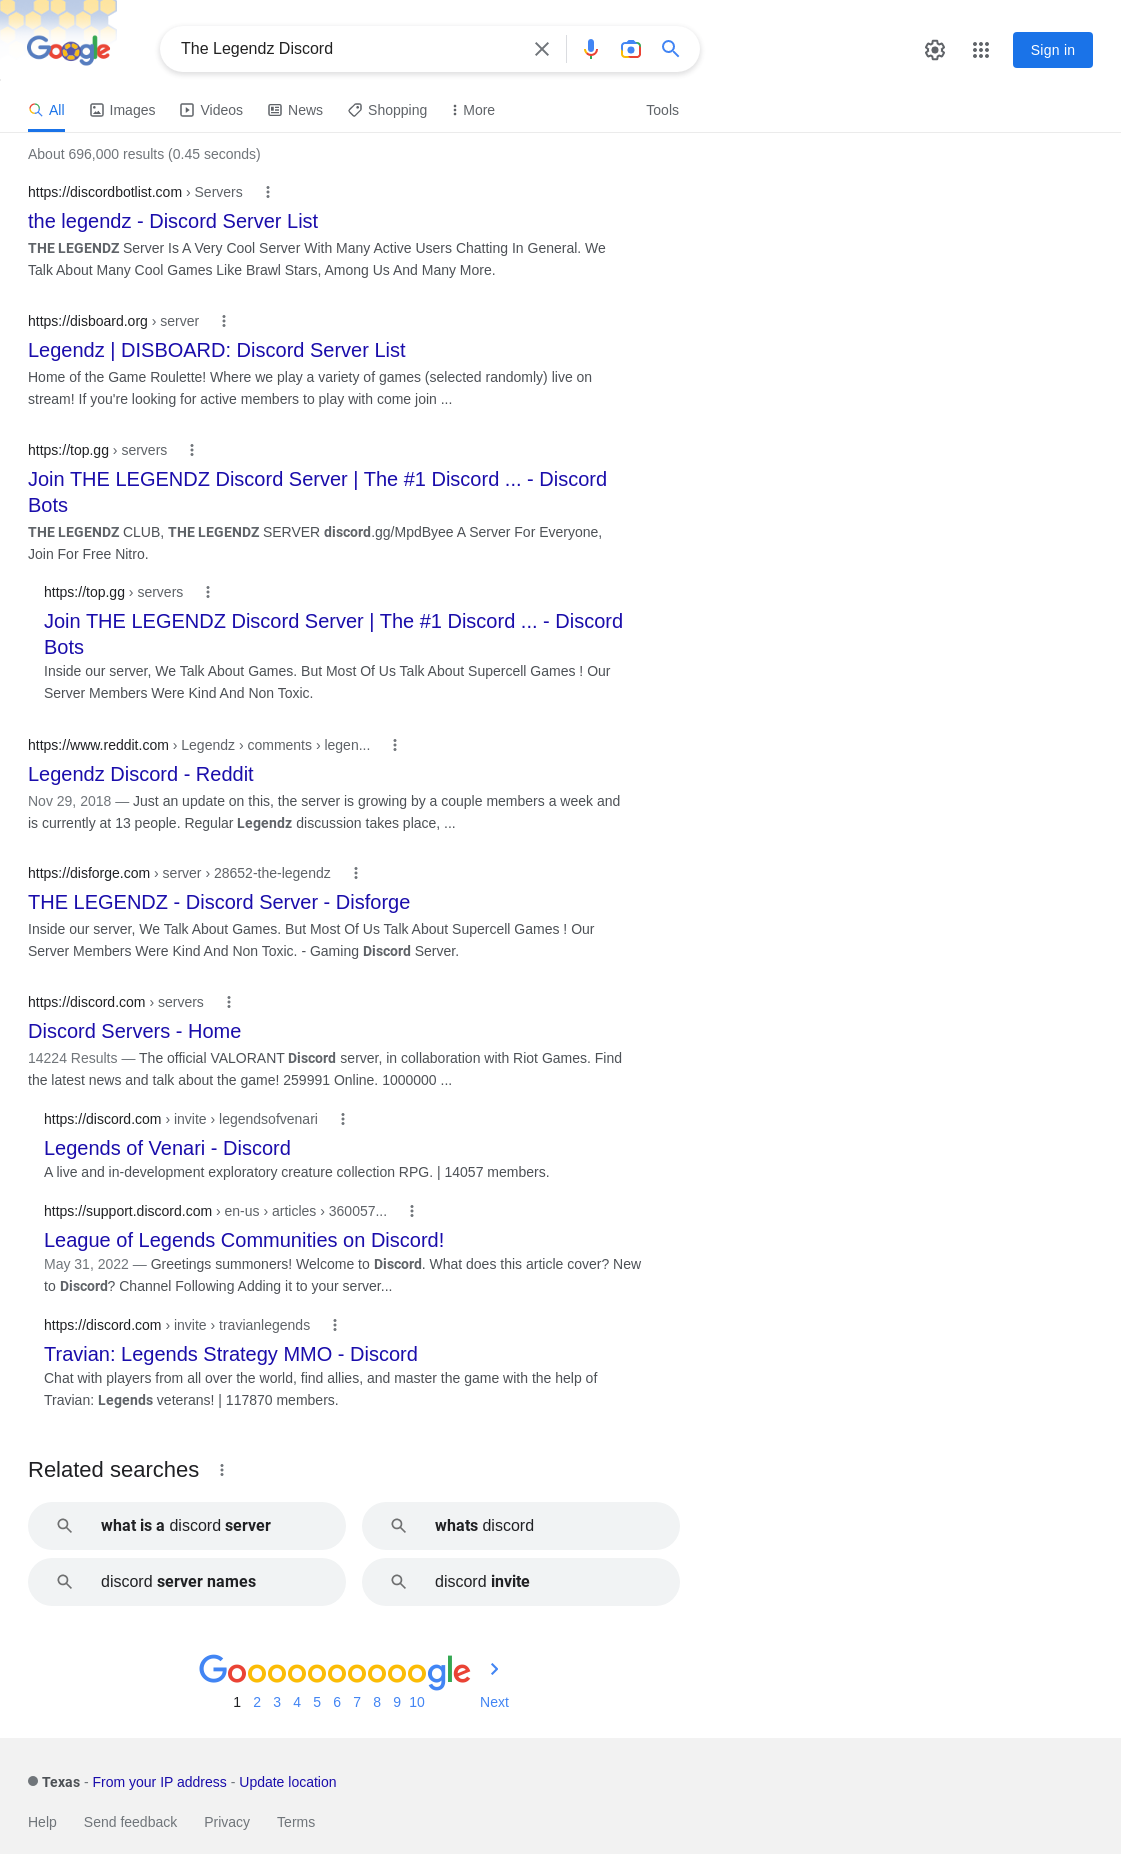 Google
The Legendz Discord
Sign in
All Images Videos News Shopping More Tools
About 696,000 results (0.45 seconds)
https://discordbotlist.com › Servers
the legendz - Discord Server List
THE LEGENDZ Server Is A Very Cool Server With Many Active Users Chatting In General. We
Talk About Many Cool Games Like Brawl Stars, Among Us And Many More.
https://disboard.org › server
Legendz | DISBOARD: Discord Server List
Home of the Game Roulette! Where we play a variety of games (selected randomly) live on
stream! If you're looking for active members to play with come join ...
https://top.gg › servers
Join THE LEGENDZ Discord Server | The #1 Discord ... - Discord
Bots
THE LEGENDZ CLUB, THE LEGENDZ SERVER discord.gg/MpdByee A Server For Everyone,
Join For Free Nitro.
https://top.gg › servers
Join THE LEGENDZ Discord Server | The #1 Discord ... - Discord
Bots
Inside our server, We Talk About Games. But Most Of Us Talk About Supercell Games ! Our
Server Members Were Kind And Non Toxic.
https://www.reddit.com › Legendz › comments › legen...
Legendz Discord - Reddit
Nov 29, 2018 — Just an update on this, the server is growing by a couple members a week and
is currently at 13 people. Regular Legendz discussion takes place, ...
https://disforge.com › server › 28652-the-legendz
THE LEGENDZ - Discord Server - Disforge
Inside our server, We Talk About Games. But Most Of Us Talk About Supercell Games ! Our
Server Members Were Kind And Non Toxic. - Gaming Discord Server.
https://discord.com › servers
Discord Servers - Home
14224 Results — The official VALORANT Discord server, in collaboration with Riot Games. Find
the latest news and talk about the game! 259991 Online. 1000000 ...
https://discord.com › invite › legendsofvenari
Legends of Venari - Discord
A live and in-development exploratory creature collection RPG. | 14057 members.
https://support.discord.com › en-us › articles › 360057...
League of Legends Communities on Discord!
May 31, 2022 — Greetings summoners! Welcome to Discord. What does this article cover? New
to Discord? Channel Following Adding it to your server...
https://discord.com › invite › travianlegends
Travian: Legends Strategy MMO - Discord
Chat with players from all over the world, find allies, and master the game with the help of
Travian: Legends veterans! | 117870 members.
Related searches
what is a discord server
whats discord
discord server names
discord invite
Goooooooooogle
1 2 3 4 5 6 7 8 9 10 Next
Texas - From your IP address - Update location
Help Send feedback Privacy Terms